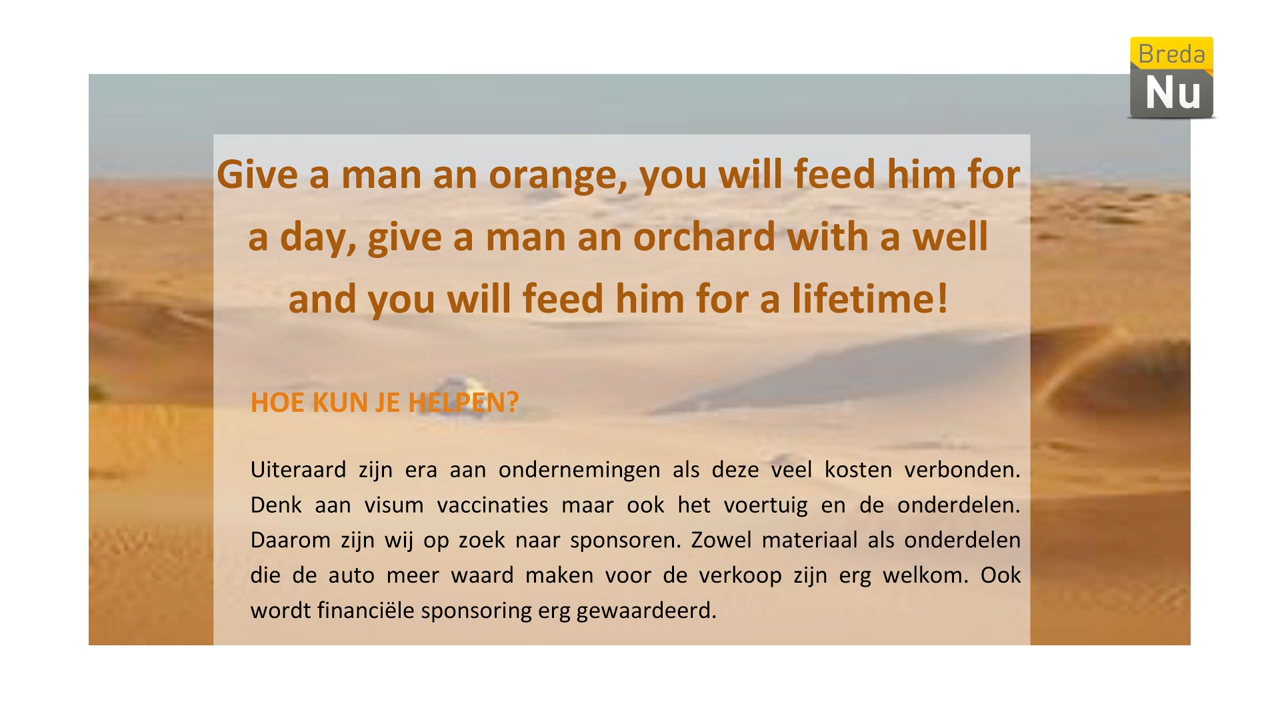 Breda
Nu
Give a man an orange, you will feed him for
a day, give a man an orchard with a well
and you will feed him for a lifetime!
HOE KUN JE HELPEN?
Uiteraard zijn era aan ondernemingen als deze veel kosten verbonden.
Denk aan visum vaccinaties maar ook het voertuig en de onderdelen.
Daarom zijn wij op zoek naar sponsoren. Zowel materiaal als onderdelen
die de auto meer waard maken voor de verkoop zijn erg welkom. Ook
wordt financiële sponsoring erg gewaardeerd.